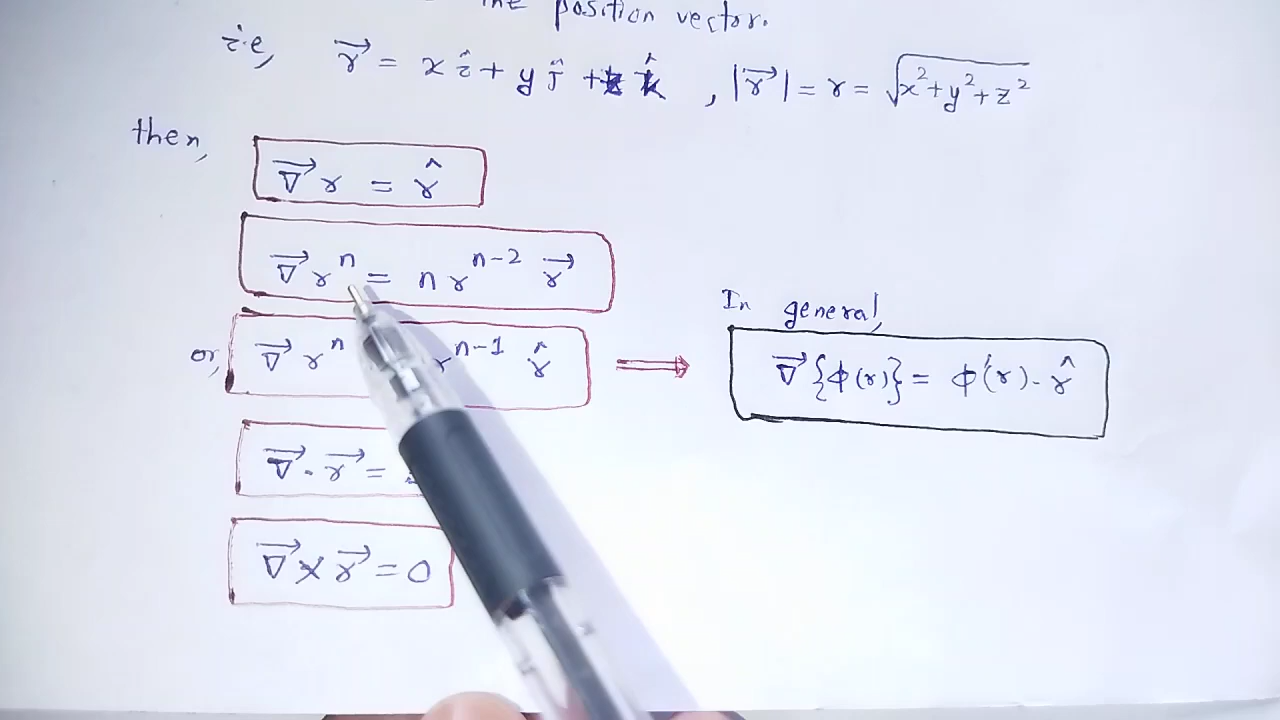 the position vector.
i.e, r⃗ = x î + y ĵ + z k̂ , |r⃗| = r = √(x² + y² + z²)
then,
∇⃗ r = r̂
∇⃗ rⁿ = n rⁿ⁻² r⃗
or, ∇⃗ rⁿ rⁿ⁻¹ r̂ ⟹
In general,
∇⃗ {ϕ(r)} = ϕ′(r) · r̂
∇⃗ · r⃗ =
∇⃗ × r⃗ = 0